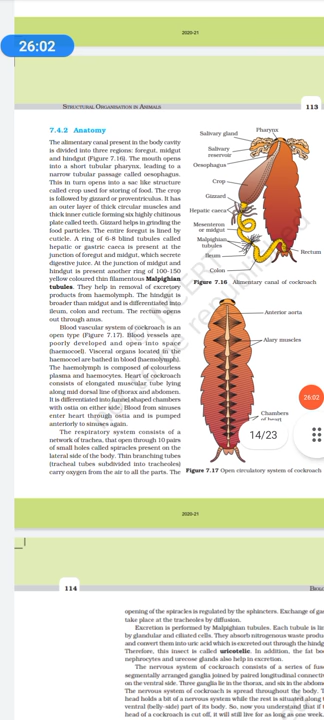 2020-21
26:02
STRUCTURAL ORGANISATION IN ANIMALS
113
7.4.2 Anatomy
The alimentary canal present in the body cavity
is divided into three regions: foregut, midgut
and hindgut (Figure 7.16). The mouth opens
into a short tubular pharynx, leading to a
narrow tubular passage called oesophagus.
This in turn opens into a sac like structure
called crop used for storing of food. The crop
is followed by gizzard or proventriculus. It has
an outer layer of thick circular muscles and
thick inner cuticle forming six highly chitinous
plate called teeth. Gizzard helps in grinding the
food particles. The entire foregut is lined by
cuticle. A ring of 6-8 blind tubules called
hepatic or gastric caeca is present at the
junction of foregut and midgut, which secrete
digestive juice. At the junction of midgut and
hindgut is present another ring of 100-150
yellow coloured thin filamentous Malpighian
tubules. They help in removal of excretory
products from haemolymph. The hindgut is
broader than midgut and is differentiated into
ileum, colon and rectum. The rectum opens
out through anus.
Blood vascular system of cockroach is an
open type (Figure 7.17). Blood vessels are
poorly developed and open into space
(haemocoel). Visceral organs located in the
haemocoel are bathed in blood (haemolymph).
The haemolymph is composed of colourless
plasma and haemocytes. Heart of cockroach
consists of elongated muscular tube lying
along mid dorsal line of thorax and abdomen.
It is differentiated into funnel shaped chambers
with ostia on either side. Blood from sinuses
enter heart through ostia and is pumped
anteriorly to sinuses again.
The respiratory system consists of a
network of trachea, that open through 10 pairs
of small holes called spiracles present on the
lateral side of the body. Thin branching tubes
(tracheal tubes subdivided into tracheoles)
carry oxygen from the air to all the parts. The
Pharynx
Salivary gland
Salivary
reservoir
Oesophagus
Crop
Gizzard
Hepatic caeca
Mesenteron
or midgut
Malpighian
tubules
Ileum
Colon
Rectum
Figure 7.16 Alimentary canal of cockroach
Anterior aorta
Alary muscles
Chambers
of heart
26:02
14/23
Figure 7.17 Open circulatory system of cockroach
2020-21
114
opening of the spiracles is regulated by the sphincters. Exchange of
take place at the tracheoles by diffusion.
Excretion is performed by Malpighian tubules. Each tubule is
by glandular and ciliated cells. They absorb nitrogenous waste
and convert them into uric acid which is excreted out through the
Therefore, this insect is called uricotelic. In addition, the fat
nephrocytes and urecose glands also help in excretion.
The nervous system of cockroach consists of a series of
segmentally arranged ganglia joined by paired longitudinal
on the ventral side. Three ganglia lie in the thorax, and six in the
The nervous system of cockroach is spread throughout the body.
head holds a bit of a nervous system while the rest is situated along
ventral (belly-side) part of its body. So, now you understand that if
head of a cockroach is cut off, it will still live for as long as one week.